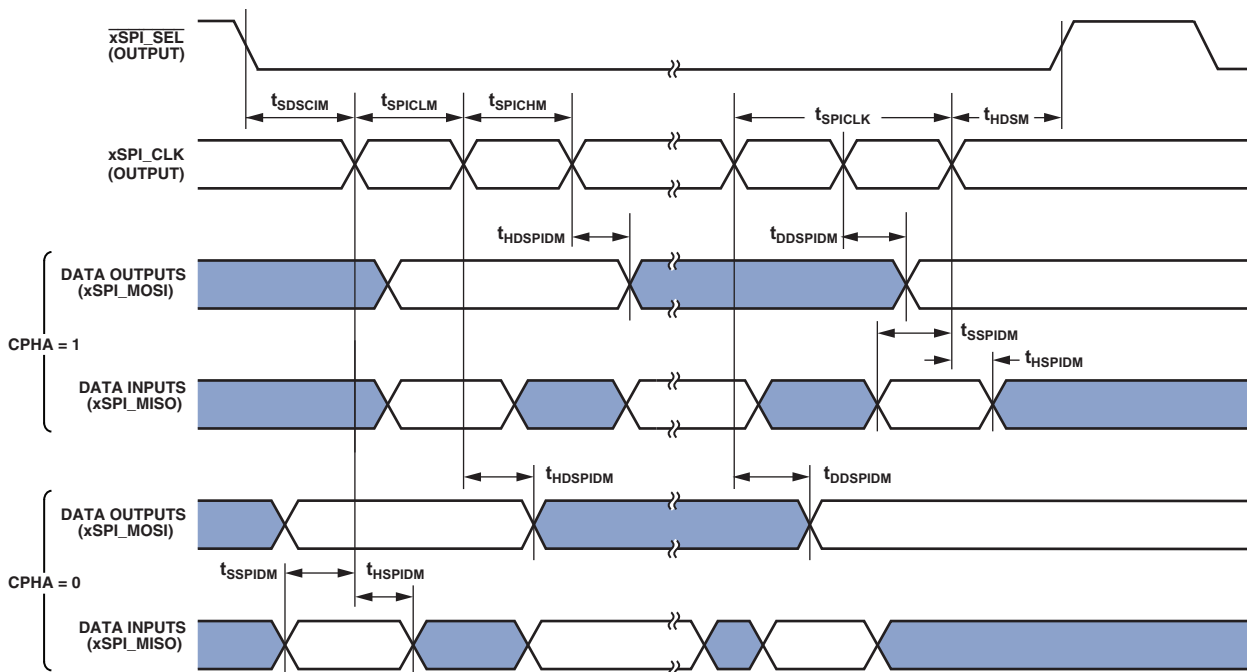 xSPI_SEL
(OUTPUT)
tSDSCIM
tSPICLM
tSPICHM
tSPICLK
tHDSM
xSPI_CLK
(OUTPUT)
tHDSPIDM
tDDSPIDM
DATA OUTPUTS
(xSPI_MOSI)
CPHA = 1
tSSPIDM
tHSPIDM
DATA INPUTS
(xSPI_MISO)
tHDSPIDM
tDDSPIDM
DATA OUTPUTS
(xSPI_MOSI)
CPHA = 0
tSSPIDM
tHSPIDM
DATA INPUTS
(xSPI_MISO)